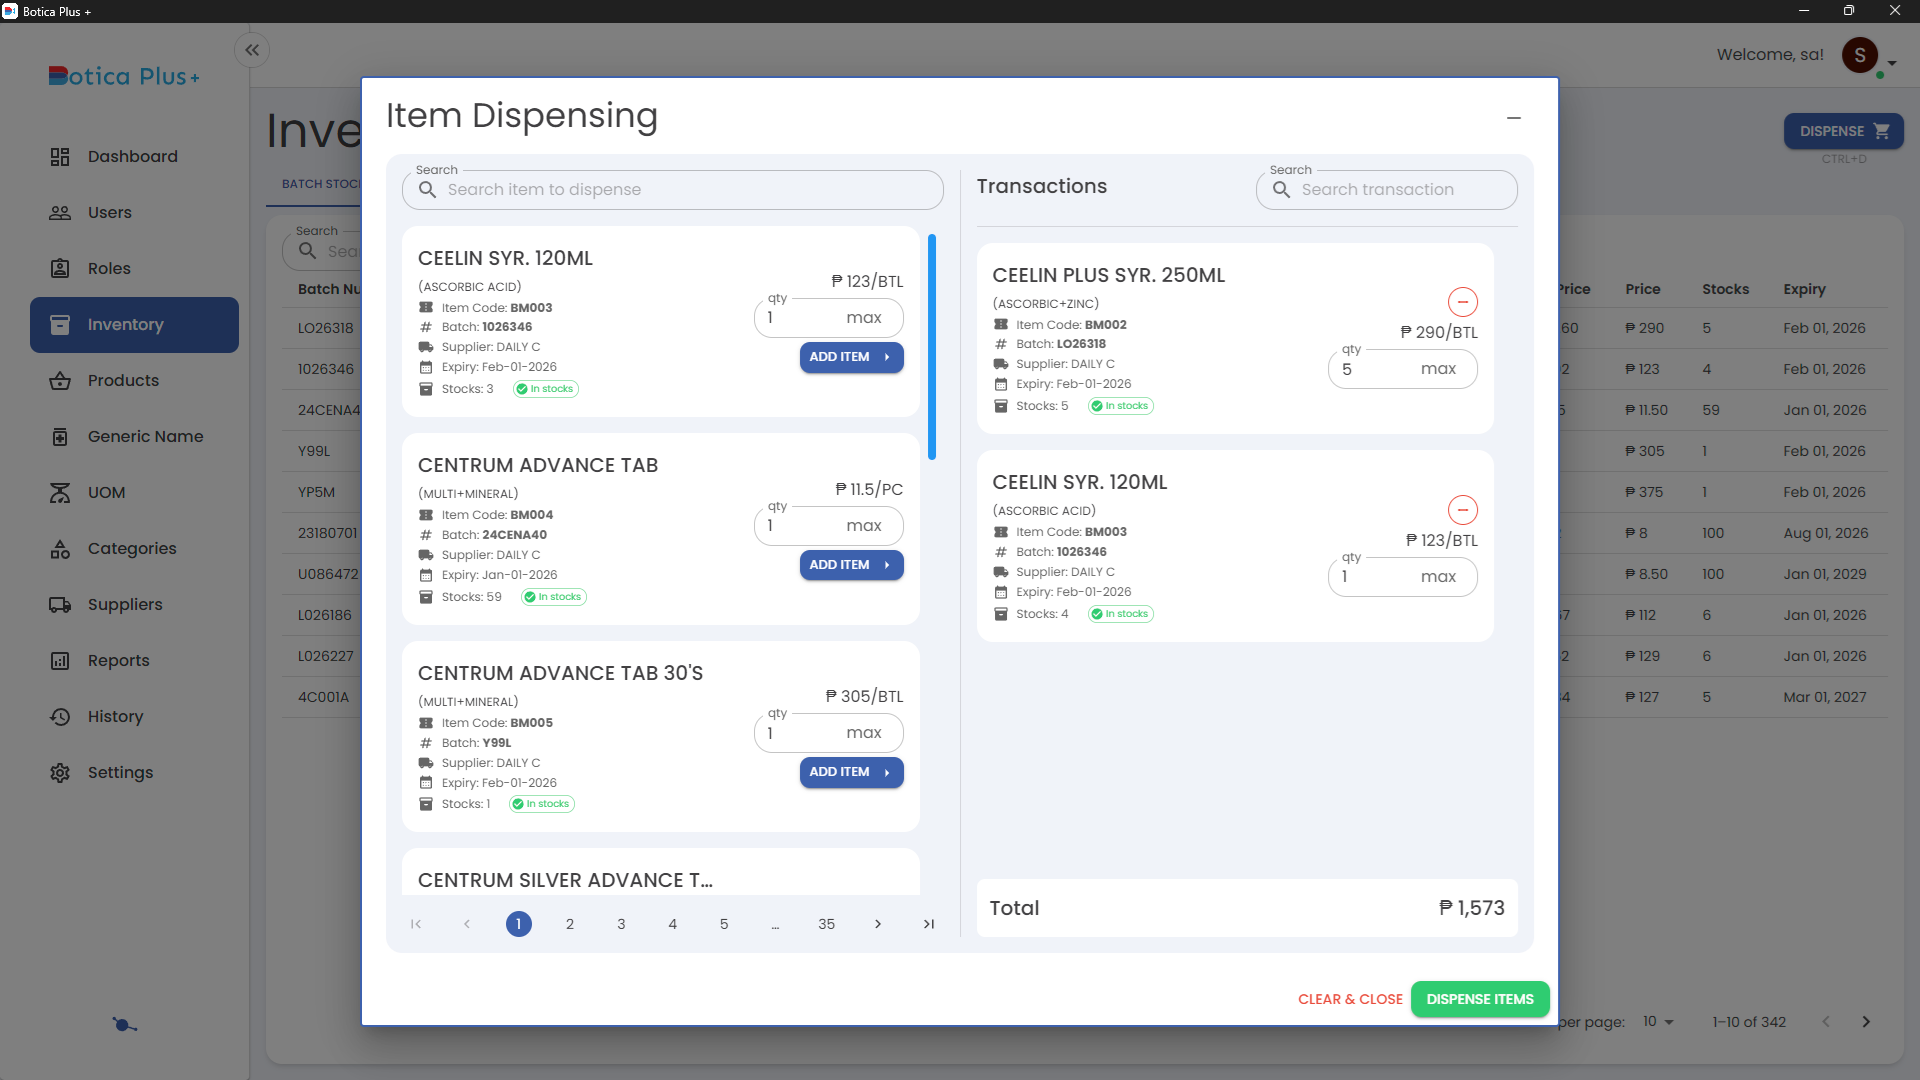 Botica Plus +
Botica Plus+
Welcome, sa!
S
Dashboard
Users
Roles
Inventory
Products
Generic Name
UOM
Categories
Suppliers
Reports
History
Settings
Inve
DISPENSE
CTRL+D
BATCH STOC
Search
Sea
Batch Nu
Price Price Stocks Expiry
LO26318 60 ₱ 290 5 Feb 01, 2026
1026346 2 ₱ 123 4 Feb 01, 2026
24CENA4 5 ₱ 11.50 59 Jan 01, 2026
Y99L ₱ 305 1 Feb 01, 2026
YP5M ₱ 375 1 Feb 01, 2026
23180701 ₱ 8 100 Aug 01, 2026
U086472 ₱ 8.50 100 Jan 01, 2029
L026186 57 ₱ 112 6 Jan 01, 2026
L026227 2 ₱ 129 6 Jan 01, 2026
4C001A 34 ₱ 127 5 Mar 01, 2027
per page: 10 1–10 of 342
Item Dispensing
Search
Search item to dispense
CEELIN SYR. 120ML
(ASCORBIC ACID)
₱ 123/BTL
Item Code: BM003
Batch: 1026346
Supplier: DAILY C
Expiry: Feb-01-2026
Stocks: 3 In stocks
qty
1 max
ADD ITEM
CENTRUM ADVANCE TAB
(MULTI+MINERAL)
₱ 11.5/PC
Item Code: BM004
Batch: 24CENA40
Supplier: DAILY C
Expiry: Jan-01-2026
Stocks: 59 In stocks
qty
1 max
ADD ITEM
CENTRUM ADVANCE TAB 30'S
(MULTI+MINERAL)
₱ 305/BTL
Item Code: BM005
Batch: Y99L
Supplier: DAILY C
Expiry: Feb-01-2026
Stocks: 1 In stocks
qty
1 max
ADD ITEM
CENTRUM SILVER ADVANCE T...
1 2 3 4 5 ... 35
Transactions
Search
Search transaction
CEELIN PLUS SYR. 250ML
(ASCORBIC+ZINC)
Item Code: BM002
Batch: LO26318
Supplier: DAILY C
Expiry: Feb-01-2026
Stocks: 5 In stocks
₱ 290/BTL
qty
5 max
CEELIN SYR. 120ML
(ASCORBIC ACID)
Item Code: BM003
Batch: 1026346
Supplier: DAILY C
Expiry: Feb-01-2026
Stocks: 4 In stocks
₱ 123/BTL
qty
1 max
Total ₱ 1,573
CLEAR & CLOSE
DISPENSE ITEMS